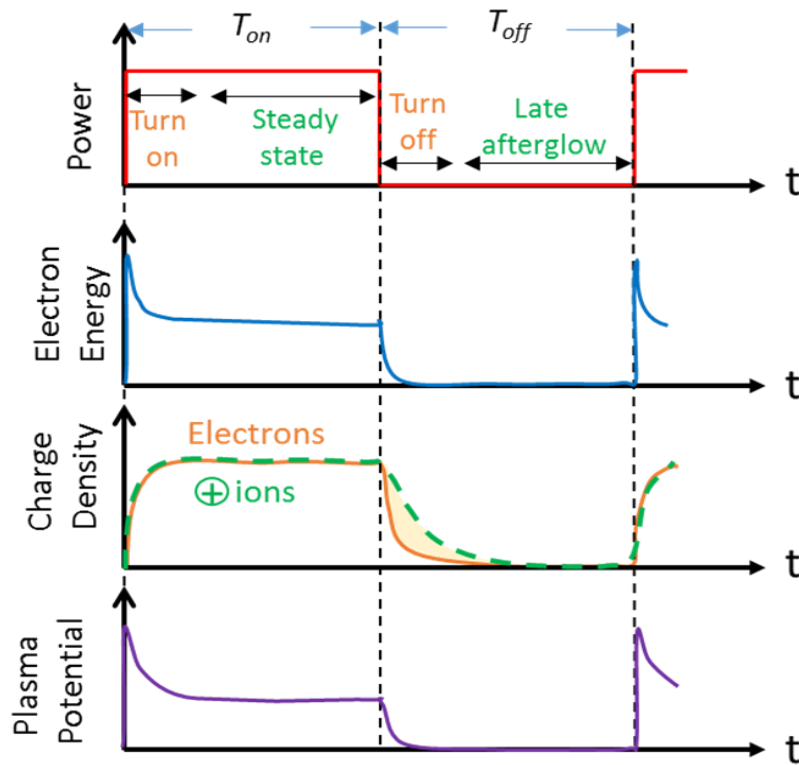 T_on T_off
Power
Turn on
Steady state
Turn off
Late afterglow
t
Electron Energy
t
Charge Density
Electrons
⊕ ions
t
Plasma Potential
t